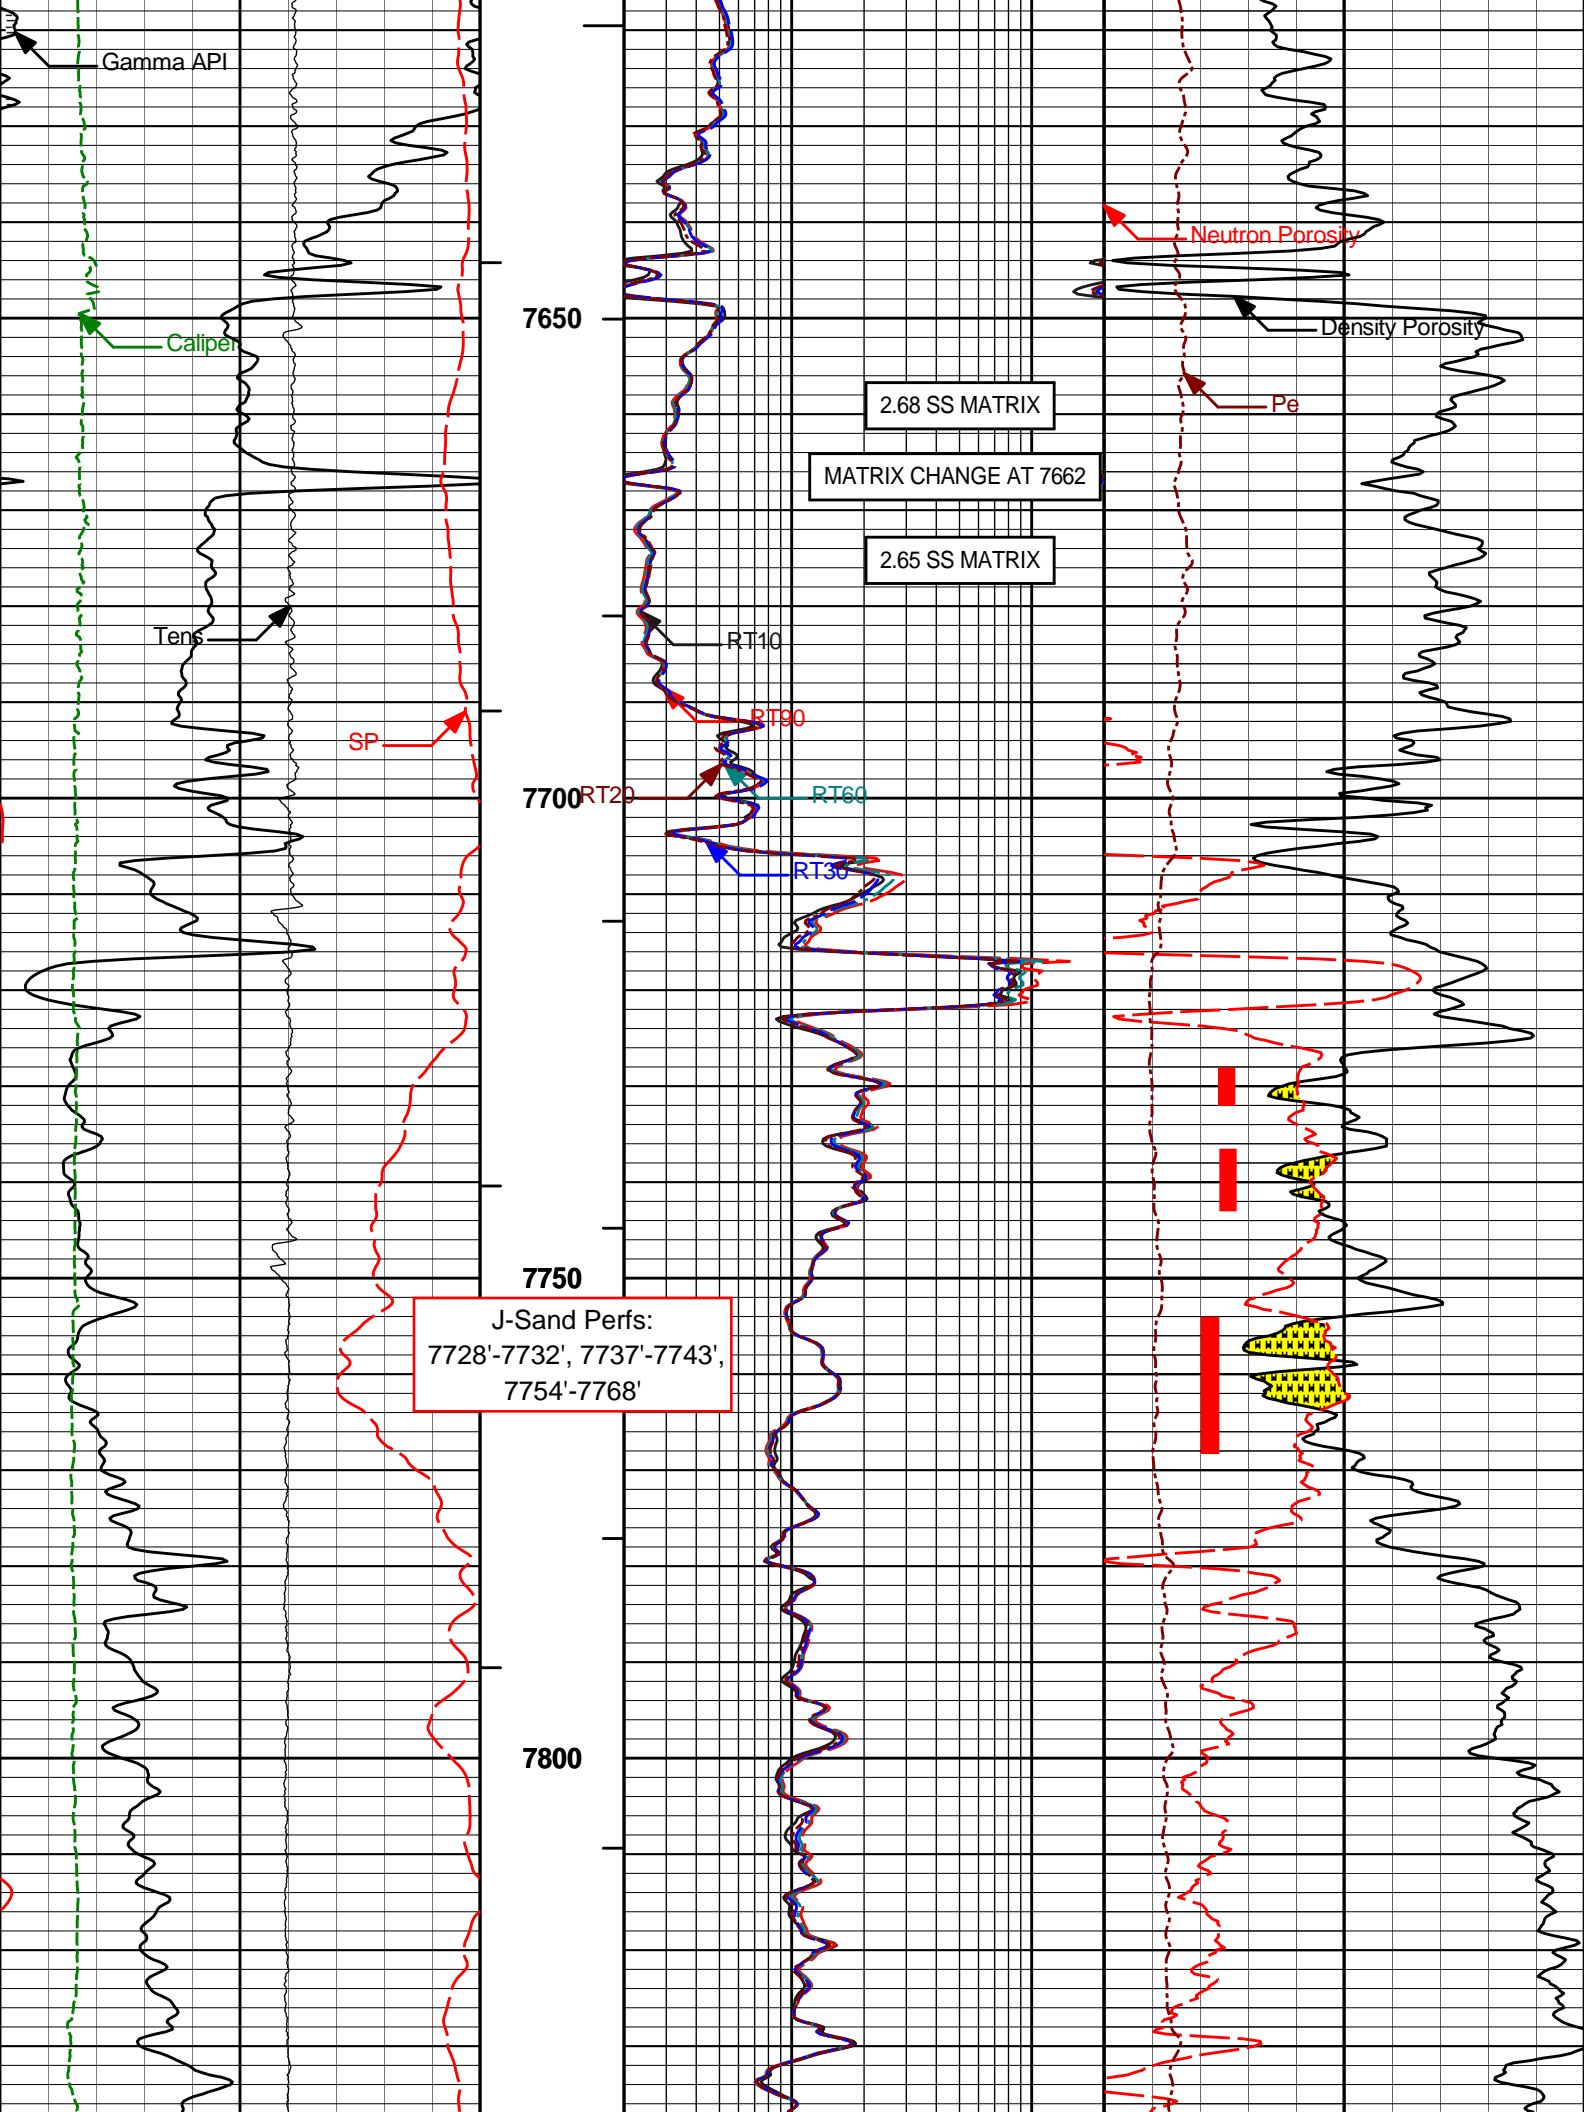 Gamma API
Neutron Porosity
7650
Density Porosity
Caliper
2.68 SS MATRIX
Pe
MATRIX CHANGE AT 7662
2.65 SS MATRIX
Tens
RT10
RT90
SP
7700
RT20
RT60
RT30
7750
J-Sand Perfs:
7728'-7732', 7737'-7743',
7754'-7768'
7800